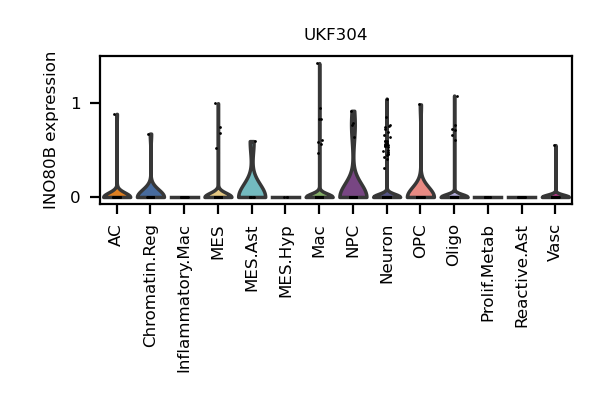 UKF304
INO80B expression
1
0
AC
Chromatin.Reg
Inflammatory.Mac
MES
MES.Ast
MES.Hyp
Mac
NPC
Neuron
OPC
Oligo
Prolif.Metab
Reactive.Ast
Vasc